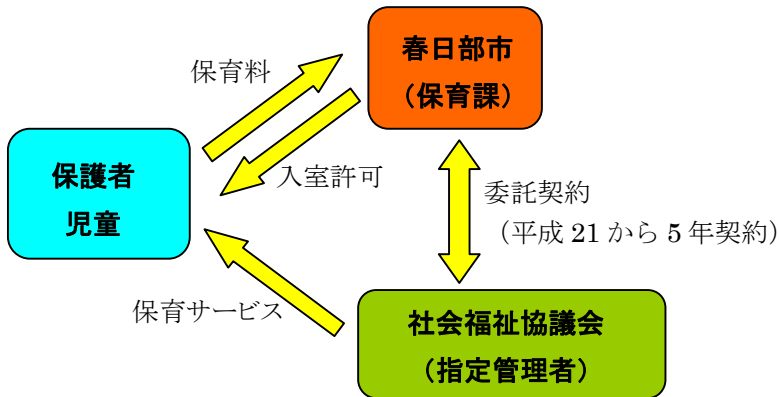 春日部市
（保育課）
保育料
入室許可
保護者
児童
委託契約
（平成 21 から 5 年契約）
保育サービス
社会福祉協議会
（指定管理者）